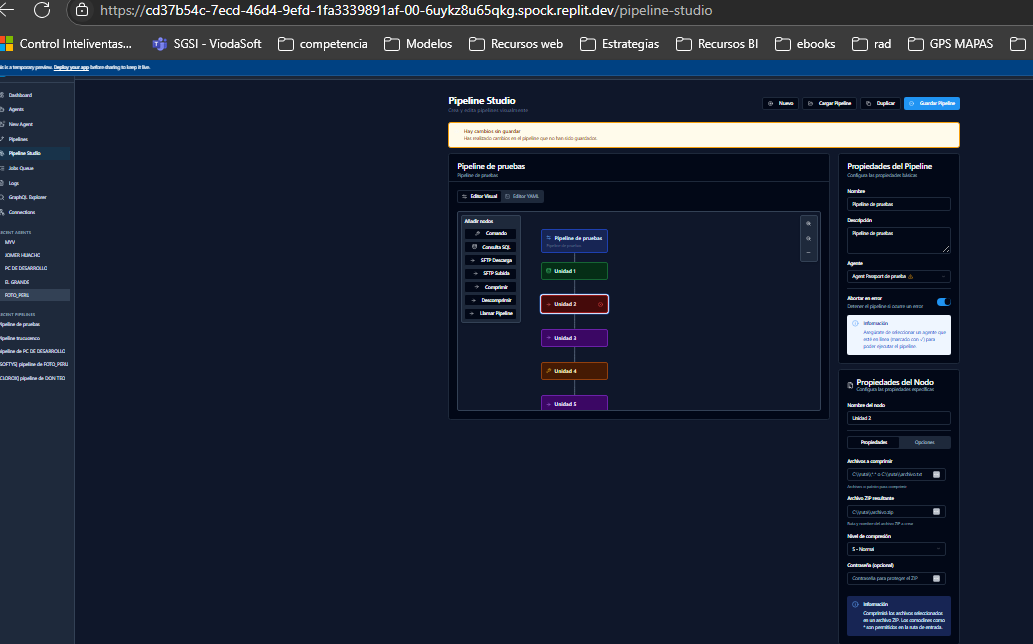 https://cd37b54c-7ecd-46d4-9efd-1fa3339891af-00-6uykz8u65qkg.spock.replit.dev/pipeline-studio
Control Inteliventas...
SGSI - ViodaSoft
competencia
Modelos
Recursos web
Estrategias
Recursos BI
ebooks
rad
GPS MAPAS
is is a temporary preview. Deploy your app before sharing to keep it live.
Dashboard
Agents
New Agent
Pipelines
Pipeline Studio
Jobs Queue
Logs
GraphQL Explorer
Connections
ECENT AGENTS
MYV
JOMER HUACHO
PC DE DESARROLLO
EL GRANDE
FOTO_PERU
ECENT PIPELINES
Pipeline de pruebas
Pipeline trucosenco
Pipeline de PC DE DESARROLLO
SOFTYS] pipeline de FOTO_PERU
CLOROX] pipeline de DON TEO
Pipeline Studio
Crea y edita pipelines visualmente
Nuevo
Cargar Pipeline
Duplicar
Guardar Pipeline
Hay cambios sin guardar
Has realizado cambios en el pipeline que no han sido guardados
Pipeline de pruebas
Pipeline de pruebas
Editor Visual
Editor YAML
Añadir nodos
Comando
Consulta SQL
SFTP Descarga
SFTP Subida
Comprimir
Descomprimir
Llamar Pipeline
Pipeline de pruebas
Pipeline de pruebas
Unidad 1
Unidad 2
Unidad 3
Unidad 4
Unidad 5
Propiedades del Pipeline
Configura las propiedades básicas
Nombre
Pipeline de pruebas
Descripción
Pipeline de pruebas
Agente
Agente Passport de prueba
Abortar en error
Detener el pipeline si ocurre un error
Información
Asegúrate de seleccionar un agente que
esté en línea (marcado con ✓) para
poder ejecutar el pipeline
Propiedades del Nodo
Configura las propiedades específicas
Nombre del nodo
Unidad 2
Propiedades
Opciones
Archivos a comprimir
Archivos o patrón para comprimir
Archivo ZIP resultante
C:\\ruta\\archivo.zip
Ruta y nombre del archivo ZIP a crear
Nivel de compresión
5 - Normal
Contraseña (opcional)
Contraseña para proteger el ZIP
Información
Comprimirá los archivos seleccionados
en un archivo ZIP. Los comodines como
* son permitidos en la ruta de entrada.